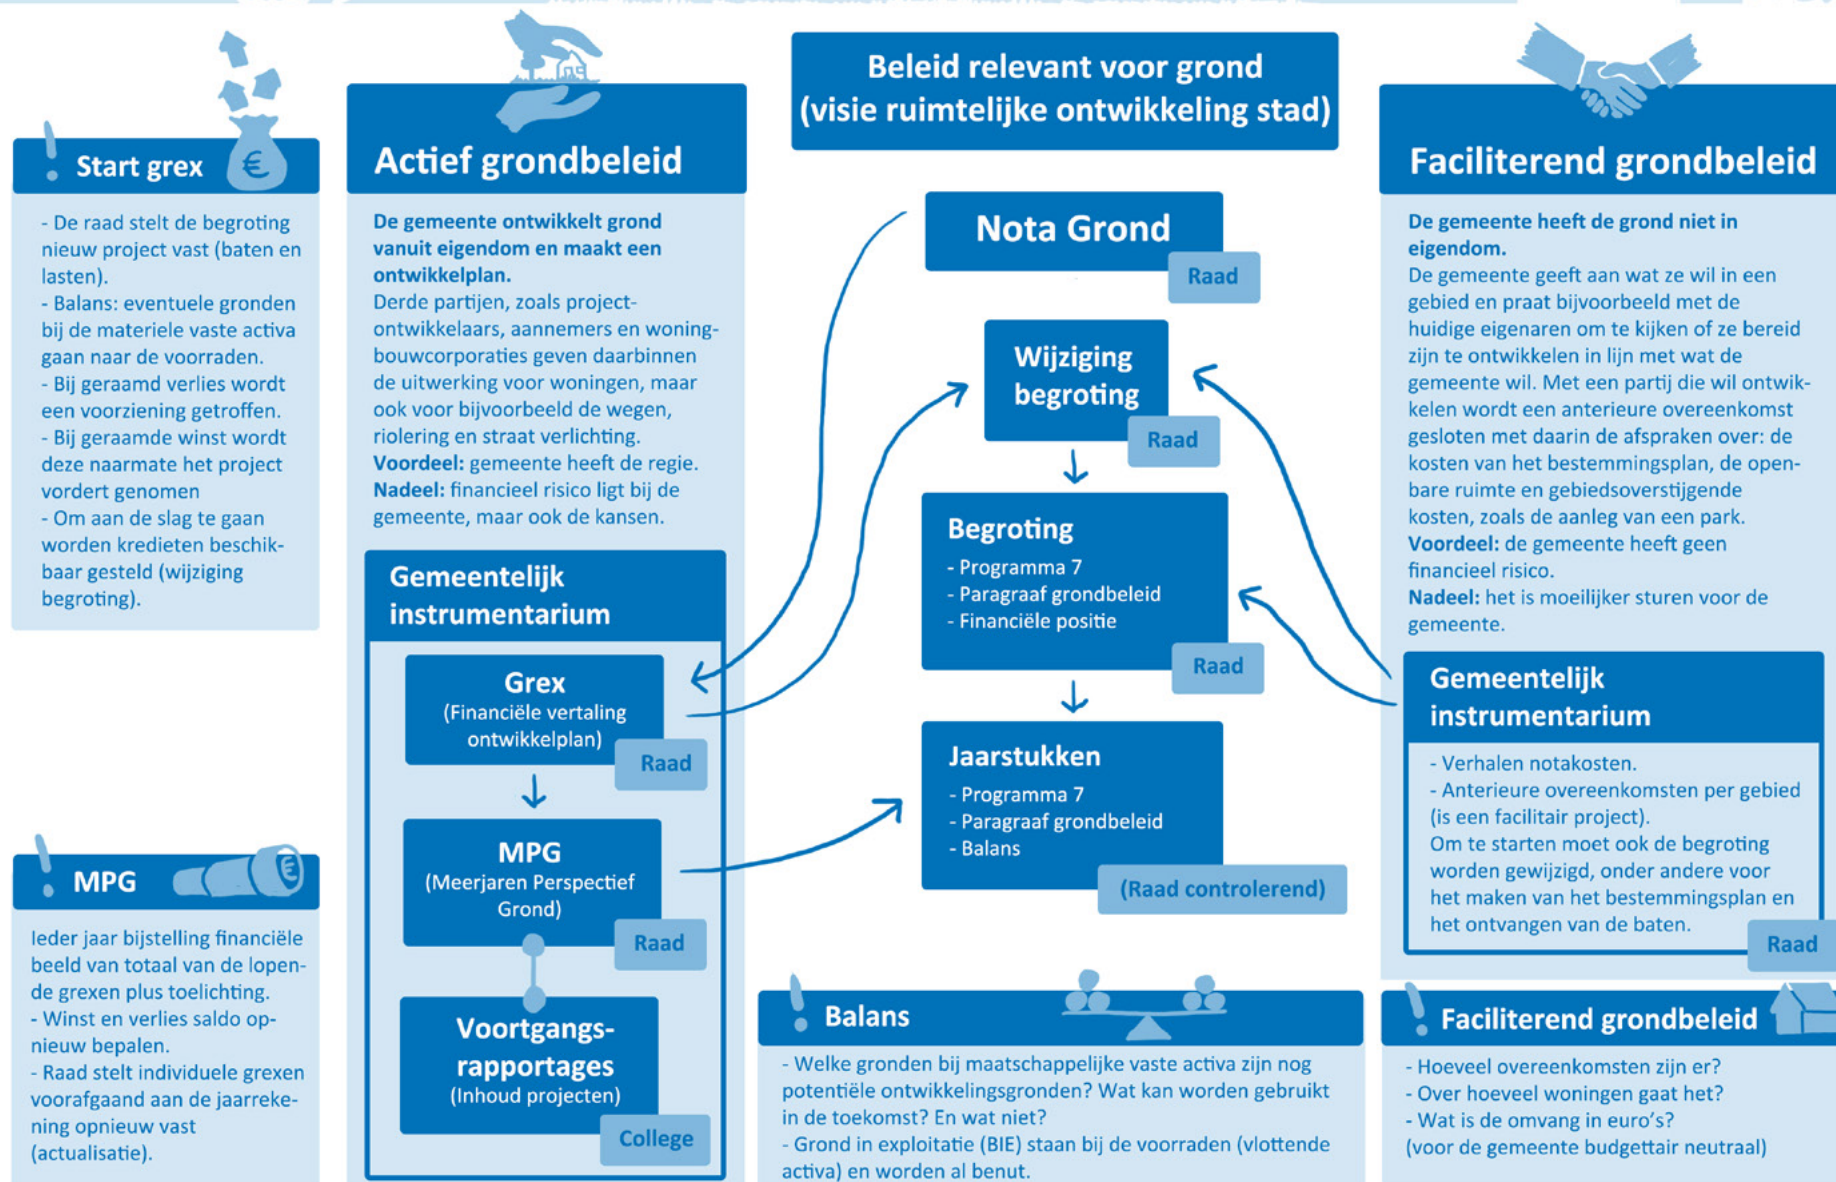 Start grex
- De raad stelt de begroting
nieuw project vast (baten en
lasten).
- Balans: eventuele gronden
bij de materiele vaste activa
gaan naar de voorraden.
- Bij geraamd verlies wordt
een voorziening getroffen.
- Bij geraamde winst wordt
deze naarmate het project
vordert genomen
- Om aan de slag te gaan
worden kredieten beschik-
baar gesteld (wijziging
begroting).
MPG
Ieder jaar bijstelling financiële
beeld van totaal van de lopen-
de grexen plus toelichting.
- Winst en verlies saldo op-
nieuw bepalen.
- Raad stelt individuele grexen
voorafgaand aan de jaarreke-
ning opnieuw vast
(actualisatie).
Actief grondbeleid
De gemeente ontwikkelt grond
vanuit eigendom en maakt een
ontwikkelplan.
Derde partijen, zoals project-
ontwikkelaars, aannemers en woning-
bouwcorporaties geven daarbinnen
de uitwerking voor woningen, maar
ook voor bijvoorbeeld de wegen,
riolering en straat verlichting.
Voordeel: gemeente heeft de regie.
Nadeel: financieel risico ligt bij de
gemeente, maar ook de kansen.
Gemeentelijk
instrumentarium
Grex
(Financiële vertaling
ontwikkelplan)
Raad
MPG
(Meerjaren Perspectief
Grond)
Raad
Voortgangs-
rapportages
(Inhoud projecten)
College
Beleid relevant voor grond
(visie ruimtelijke ontwikkeling stad)
Nota Grond
Raad
Wijziging
begroting
Raad
Begroting
- Programma 7
- Paragraaf grondbeleid
- Financiële positie
Raad
Jaarstukken
- Programma 7
- Paragraaf grondbeleid
- Balans
(Raad controlerend)
Balans
- Welke gronden bij maatschappelijke vaste activa zijn nog
potentiële ontwikkelingsgronden? Wat kan worden gebruikt
in de toekomst? En wat niet?
- Grond in exploitatie (BIE) staan bij de voorraden (vlottende
activa) en worden al benut.
Faciliterend grondbeleid
De gemeente heeft de grond niet in
eigendom.
De gemeente geeft aan wat ze wil in een
gebied en praat bijvoorbeeld met de
huidige eigenaren om te kijken of ze bereid
zijn te ontwikkelen in lijn met wat de
gemeente wil. Met een partij die wil ontwik-
kelen wordt een anterieure overeenkomst
gesloten met daarin de afspraken over: de
kosten van het bestemmingsplan, de open-
bare ruimte en gebiedsoverstijgende
kosten, zoals de aanleg van een park.
Voordeel: de gemeente heeft geen
financieel risico.
Nadeel: het is moeilijker sturen voor de
gemeente.
Gemeentelijk
instrumentarium
- Verhalen notakosten.
- Anterieure overeenkomsten per gebied
(is een facilitair project).
Om te starten moet ook de begroting
worden gewijzigd, onder andere voor
het maken van het bestemmingsplan en
het ontvangen van de baten.
Raad
Faciliterend grondbeleid
- Hoeveel overeenkomsten zijn er?
- Over hoeveel woningen gaat het?
- Wat is de omvang in euro's?
(voor de gemeente budgettair neutraal)